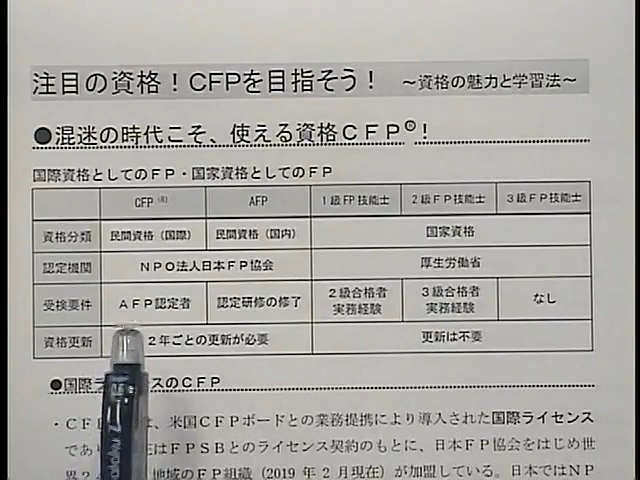 注目の資格！CFPを目指そう！ ～資格の魅力と学習法～
●混迷の時代こそ、使える資格ＣＦＰ®！
国際資格としてのＦＰ・国家資格としてのＦＰ
CFP(R) AFP １級FP技能士 ２級ＦＰ技能士 ３級ＦＰ技能士
資格分類 民間資格（国際） 民間資格（国内） 国家資格
認定機関 ＮＰＯ法人日本ＦＰ協会 厚生労働省
受検要件 ＡＦＰ認定者 認定研修の修了 ２級合格者 実務経験 ３級合格者 実務経験 なし
資格更新 ２年ごとの更新が必要 更新は不要
●国際ラ スのＣＦＰ
・ＣＦ は、米国ＣＦＰボードとの業務提携により導入された国際ライセンス
であ 在はＦＰＳＢとのライセンス契約のもとに、日本ＦＰ協会をはじめ世
界２ 地域のＦＰ組織（2019 年 2 月現在）が加盟している。日本ではＮＰ